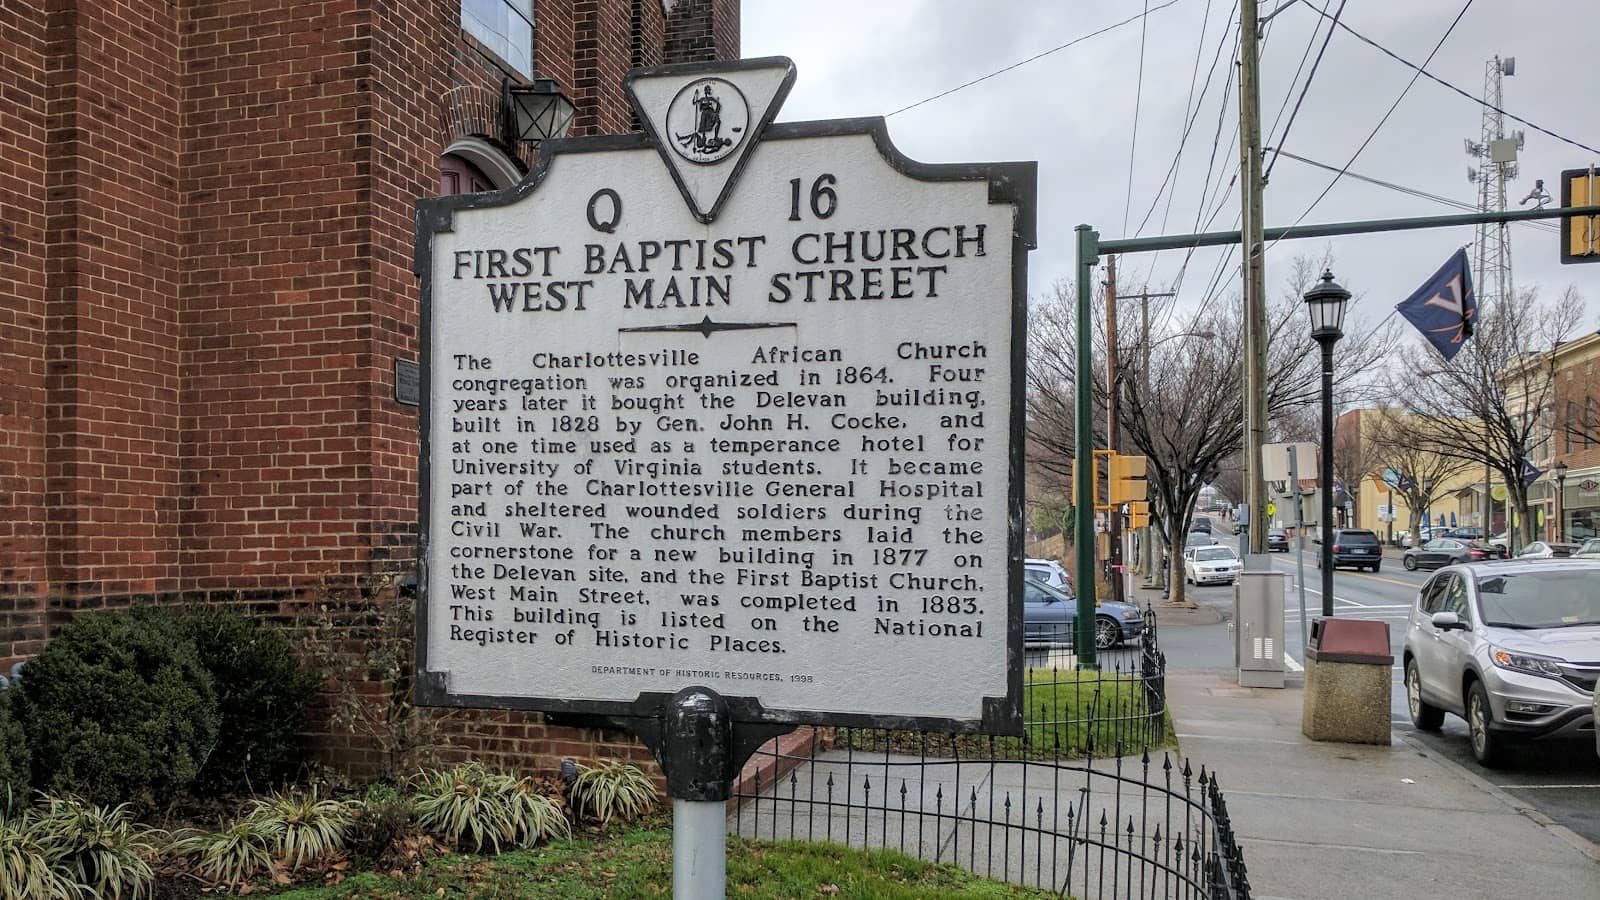 Q 16
FIRST BAPTIST CHURCH
WEST MAIN STREET
The Charlottesville African Church
congregation was organized in 1864. Four
years later it bought the Delevan building,
built in 1828 by Gen. John H. Cocke, and
at one time used as a temperance hotel for
University of Virginia students. It became
part of the Charlottesville General Hospital
and sheltered wounded soldiers during the
Civil War. The church members laid the
cornerstone for a new building in 1877 on
the Delevan site, and the First Baptist Church,
West Main Street, was completed in 1883.
This building is listed on the National
Register of Historic Places.
DEPARTMENT OF HISTORIC RESOURCES, 1998
V